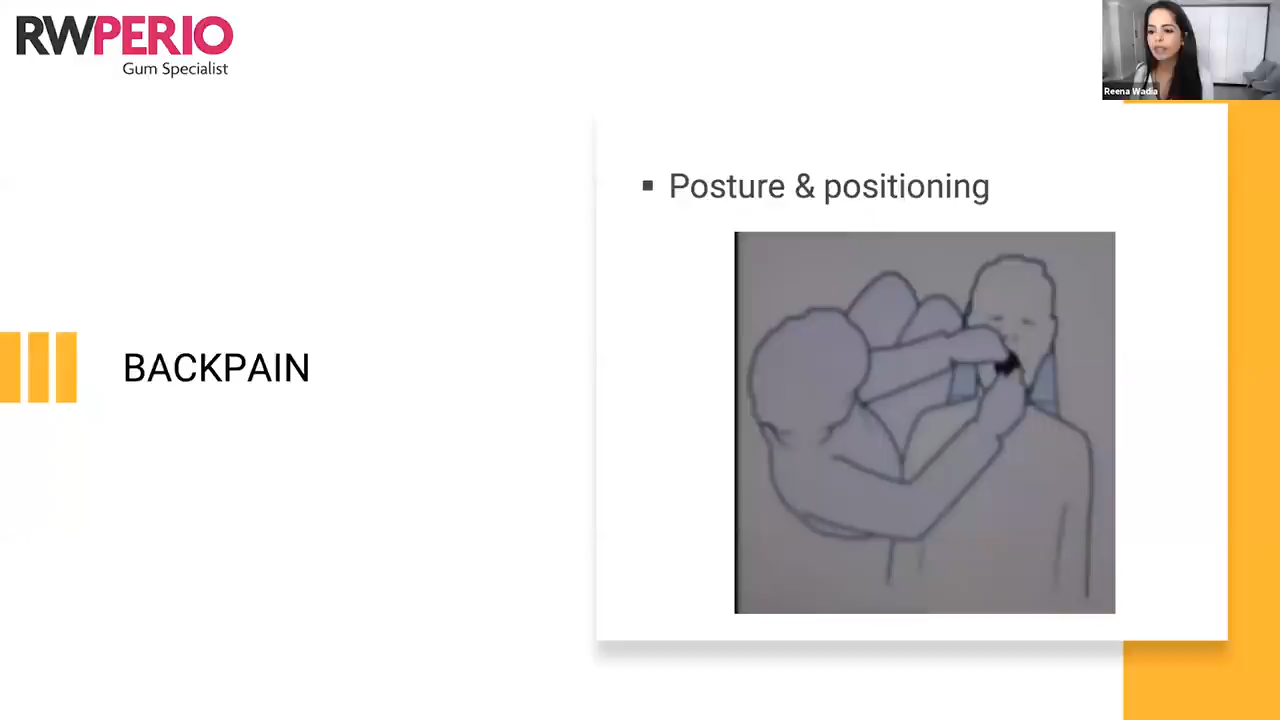 RWPERIO
Gum Specialist
Reena Wadia
▪ Posture & positioning
BACKPAIN